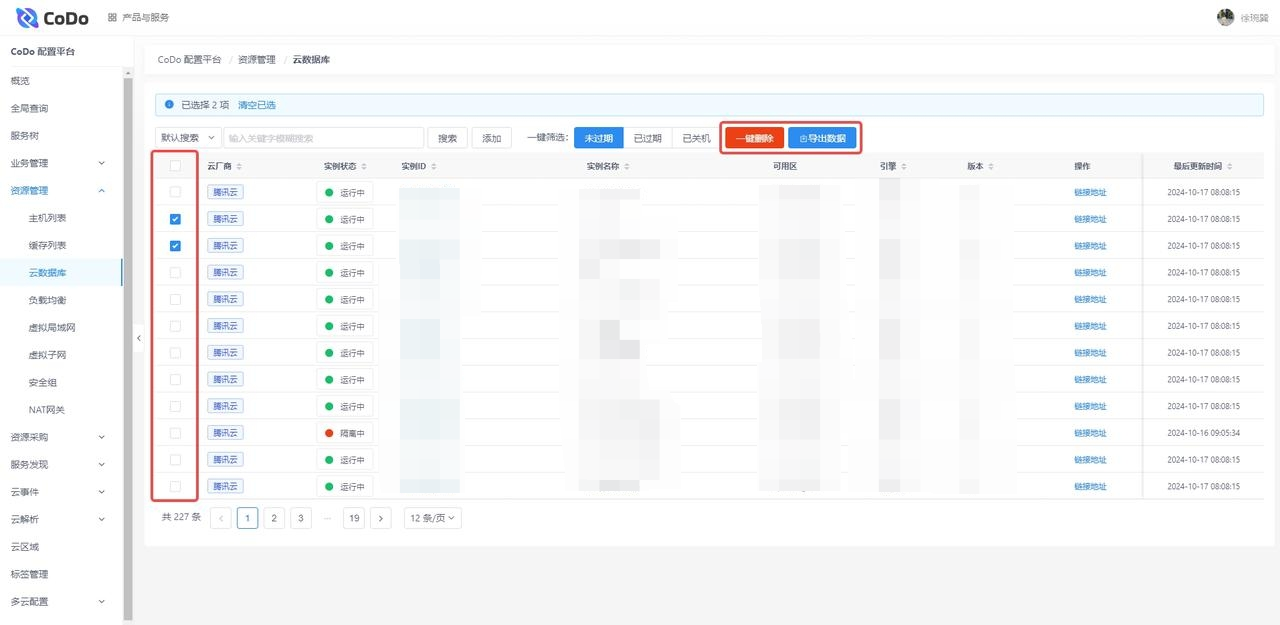 CoDo 产品与服务
CoDo 配置平台
概览
全局查询
服务树
业务管理
资源管理
主机列表
缓存列表
云数据库
负载均衡
虚拟局域网
虚拟子网
安全组
NAT网关
资源采购
服务发现
云事件
云解析
云区域
标签管理
多云配置
CoDo 配置平台 / 资源管理 / 云数据库
已选择 2 项 清空已选
默认搜索 输入关键字模糊搜索 搜索 添加 一键筛选: 未过期 已过期 已关机 一键删除 导出数据
云厂商 实例状态 实例ID 实例名称 可用区 引擎 版本 操作 最后更新时间
腾讯云 运行中 链接地址 2024-10-17 08:08:15
腾讯云 运行中 链接地址 2024-10-17 08:08:15
腾讯云 运行中 链接地址 2024-10-17 08:08:15
腾讯云 运行中 链接地址 2024-10-17 08:08:15
腾讯云 运行中 链接地址 2024-10-17 08:08:15
腾讯云 运行中 链接地址 2024-10-17 08:08:15
腾讯云 运行中 链接地址 2024-10-17 08:08:15
腾讯云 运行中 链接地址 2024-10-17 08:08:15
腾讯云 运行中 链接地址 2024-10-17 08:08:15
腾讯云 隔离中 链接地址 2024-10-16 09:05:34
腾讯云 运行中 链接地址 2024-10-17 08:08:15
腾讯云 运行中 链接地址 2024-10-17 08:08:15
共 227 条 1 2 3 ··· 19 12 条/页